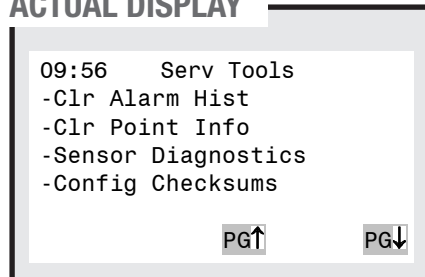 ACTUAL DISPLAY
09:56 Serv Tools
-Clr Alarm Hist
-Clr Point Info
-Sensor Diagnostics
-Config Checksums
PG↑ PG↓